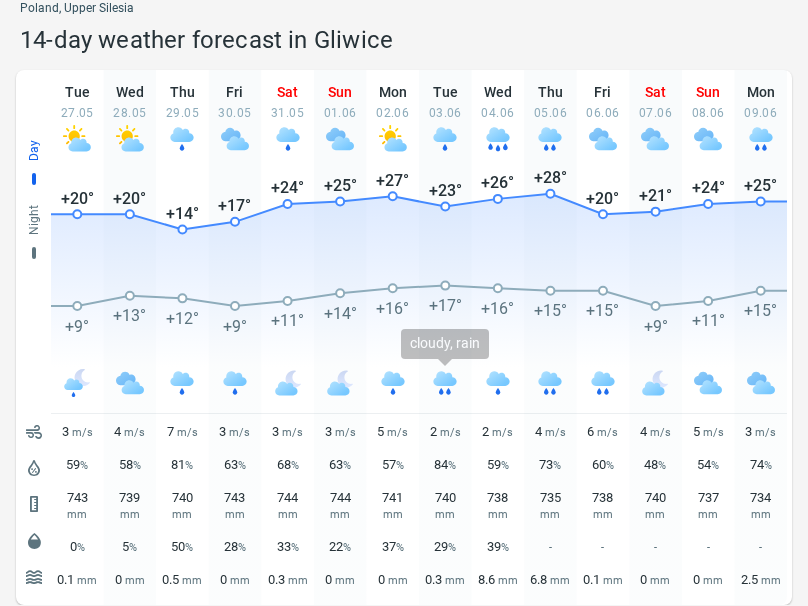 Poland, Upper Silesia
14-day weather forecast in Gliwice
Tue Wed Thu Fri Sat Sun Mon Tue Wed Thu Fri Sat Sun Mon
27.05 28.05 29.05 30.05 31.05 01.06 02.06 03.06 04.06 05.06 06.06 07.06 08.06 09.06
Day
+20° +20° +14° +17° +24° +25° +27° +23° +26° +28° +20° +21° +24° +25°
Night
+9° +13° +12° +9° +11° +14° +16° +17° +16° +15° +15° +9° +11° +15°
cloudy, rain
3 m/s 4 m/s 7 m/s 3 m/s 3 m/s 3 m/s 5 m/s 2 m/s 2 m/s 4 m/s 6 m/s 4 m/s 5 m/s 3 m/s
59% 58% 81% 63% 68% 63% 57% 84% 59% 73% 60% 48% 54% 74%
743 739 740 743 744 744 741 740 738 735 738 740 737 734
mm mm mm mm mm mm mm mm mm mm mm mm mm mm
0% 5% 50% 28% 33% 22% 37% 29% 39% - - - - -
0.1 mm 0 mm 0.5 mm 0 mm 0.3 mm 0 mm 0 mm 0.3 mm 8.6 mm 6.8 mm 0.1 mm 0 mm 0 mm 2.5 mm